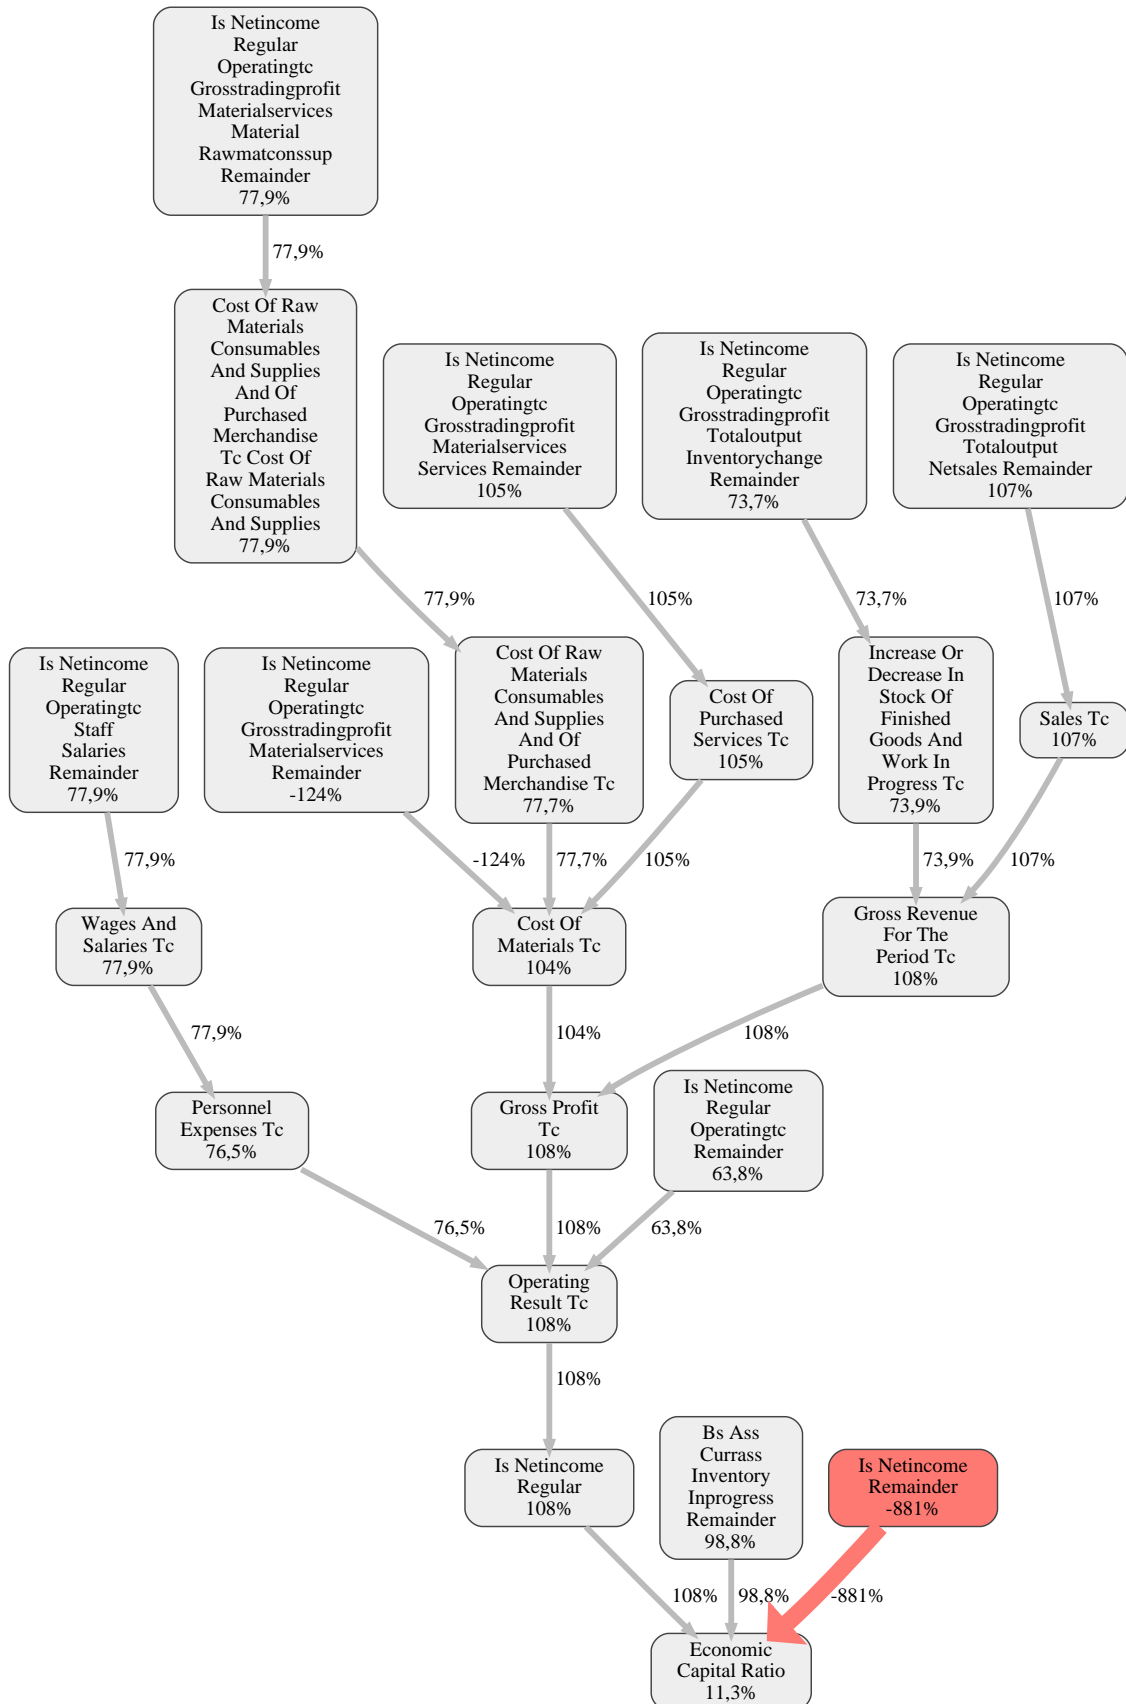 Is Netincome
Regular
Operatingtc
Grosstradingprofit
Materialservices
Material
Rawmatconssup
Remainder
77,9%
77,9%
Cost Of Raw
Materials
Consumables
And Supplies
And Of
Purchased
Merchandise
Tc Cost Of
Raw Materials
Consumables
And Supplies
77,9%
Is Netincome
Regular
Operatingtc
Grosstradingprofit
Materialservices
Services Remainder
105%
Is Netincome
Regular
Operatingtc
Grosstradingprofit
Totaloutput
Inventorychange
Remainder
73,7%
Is Netincome
Regular
Operatingtc
Grosstradingprofit
Totaloutput
Netsales Remainder
107%
77,9%
105%
73,7%
107%
Is Netincome
Regular
Operatingtc
Staff
Salaries
Remainder
77,9%
Is Netincome
Regular
Operatingtc
Grosstradingprofit
Materialservices
Remainder
-124%
Cost Of Raw
Materials
Consumables
And Supplies
And Of
Purchased
Merchandise Tc
77,7%
Cost Of
Purchased
Services Tc
105%
Increase Or
Decrease In
Stock Of
Finished
Goods And
Work In
Progress Tc
73,9%
Sales Tc
107%
77,9%
-124%
77,7%
105%
73,9%
107%
Wages And
Salaries Tc
77,9%
Cost Of
Materials Tc
104%
Gross Revenue
For The
Period Tc
108%
77,9%
104%
108%
Personnel
Expenses Tc
76,5%
Gross Profit
Tc
108%
Is Netincome
Regular
Operatingtc
Remainder
63,8%
76,5%
108%
63,8%
Operating
Result Tc
108%
108%
Is Netincome
Regular
108%
Bs Ass
Currass
Inventory
Inprogress
Remainder
98,8%
Is Netincome
Remainder
-881%
108%
98,8%
-881%
Economic
Capital Ratio
11,3%